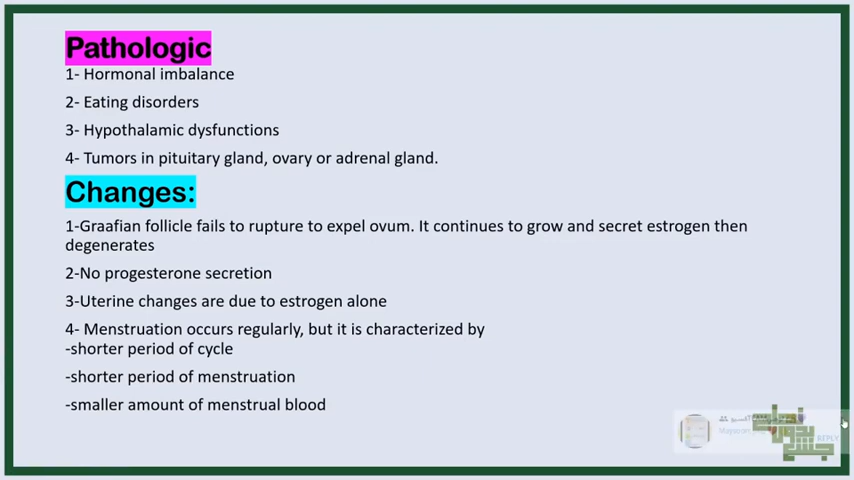 Pathologic
1- Hormonal imbalance
2- Eating disorders
3- Hypothalamic dysfunctions
4- Tumors in pituitary gland, ovary or adrenal gland.
Changes:
1-Graafian follicle fails to rupture to expel ovum. It continues to grow and secret estrogen then
degenerates
2-No progesterone secretion
3-Uterine changes are due to estrogen alone
4- Menstruation occurs regularly, but it is characterized by
-shorter period of cycle
-shorter period of menstruation
-smaller amount of menstrual blood
REPLY